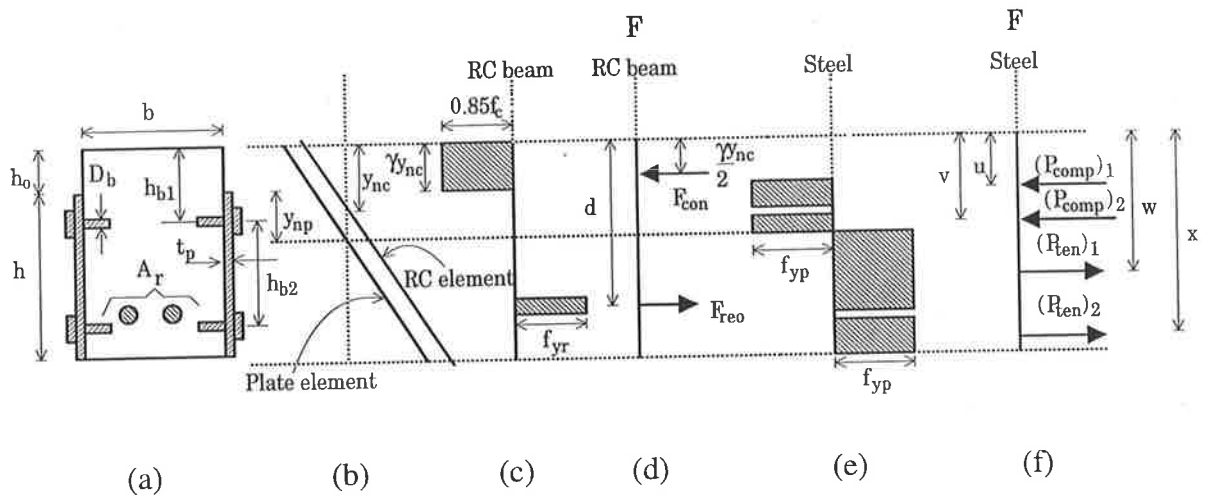 F
F
RC beam
RC beam
Steel
Steel
b
0.85f_c
h_o
D_b
h_b1
y_np
γy_nc
y_nc
d
γy_nc
2
F_con
v
u
(P_comp)_1
(P_comp)_2
w
x
h
t_p
A_r
h_b2
RC element
f_yp
(P_ten)_1
F_reo
(P_ten)_2
f_yr
Plate element
f_yp
(a)
(b)
(c)
(d)
(e)
(f)